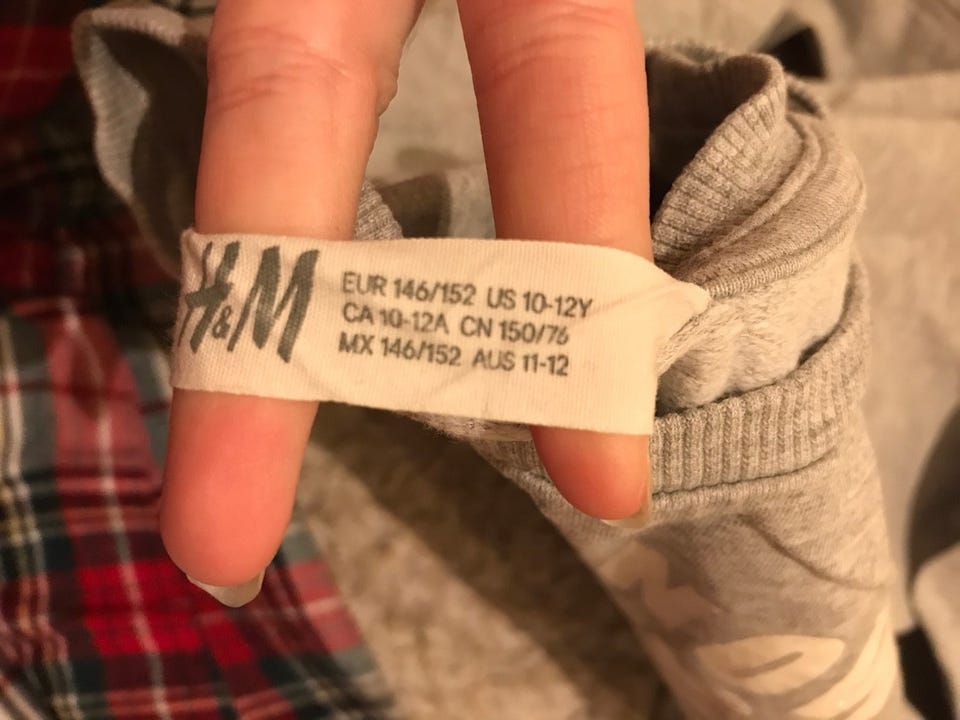 H&M
EUR 146/152 US 10-12Y
CA 10-12A CN 150/76
MX 146/152 AUS 11-12